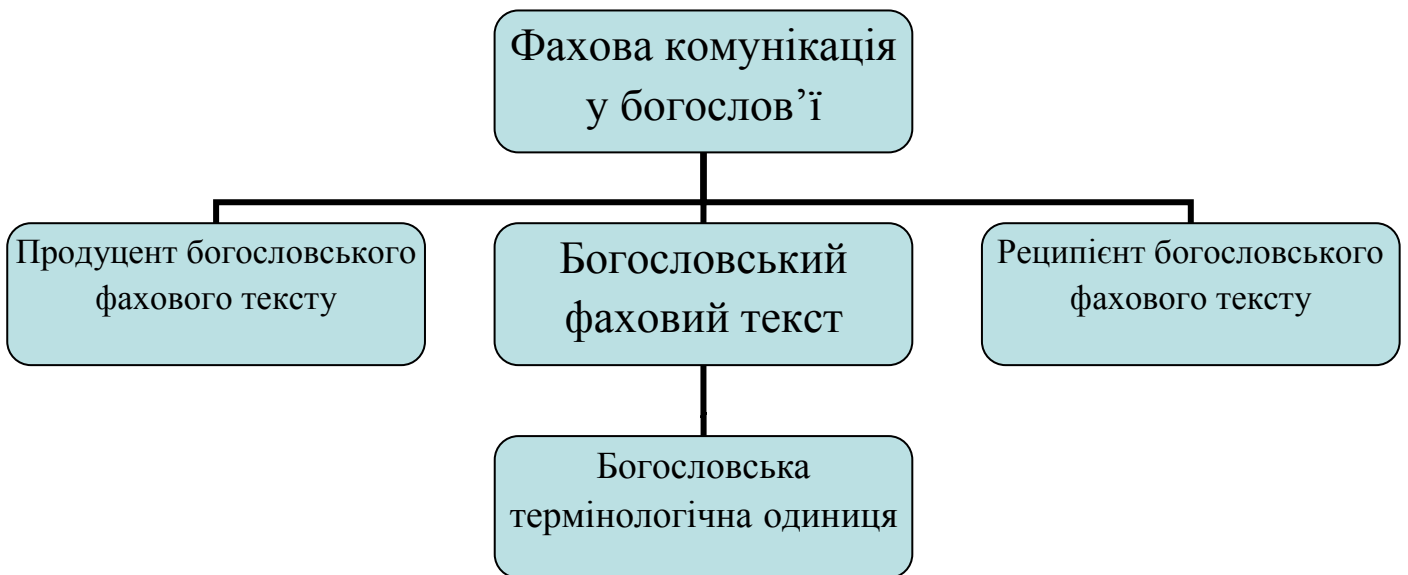 Фахова комунікація
у богослов’ї
Продуцент богословського
фахового тексту
Богословський
фаховий текст
Реципієнт богословського
фахового тексту
Богословська
термінологічна одиниця